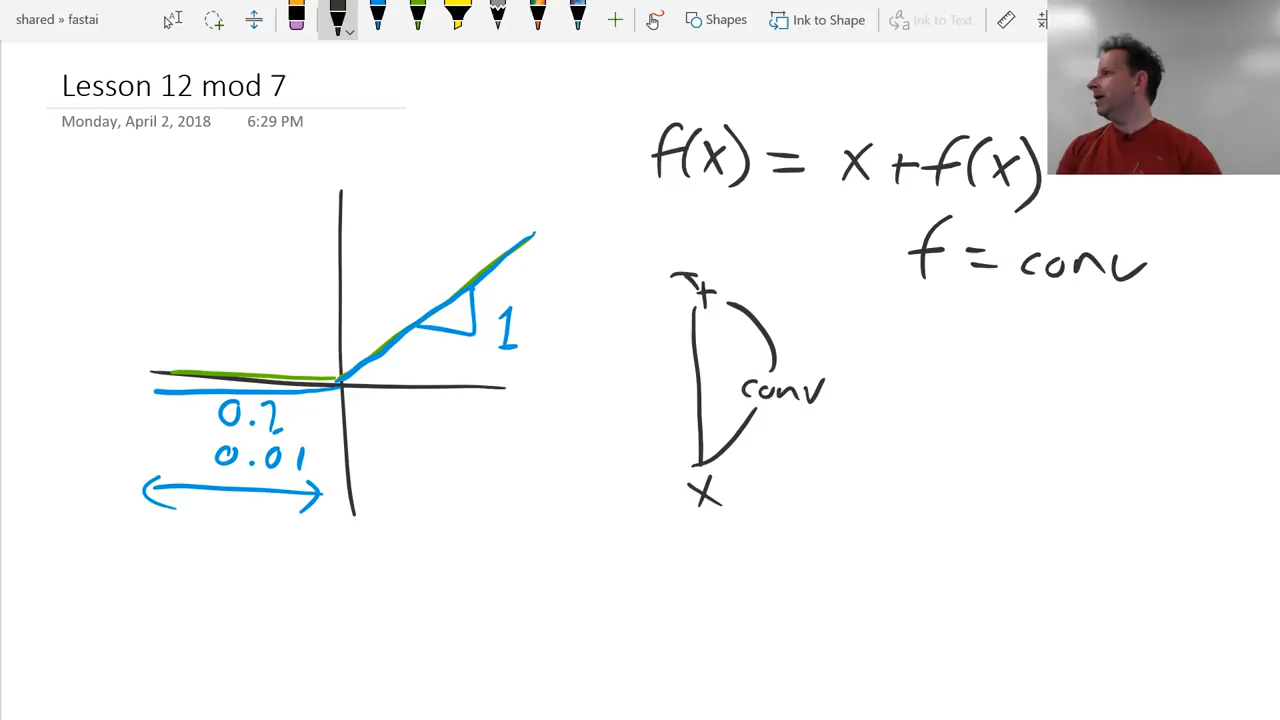 shared » fastai
Shapes
Ink to Shape
Ink to Text
Lesson 12 mod 7
Monday, April 2, 2018 6:29 PM
f(x) = x + f(x)
f = conv
+
1
conv
0.2
0.01
x